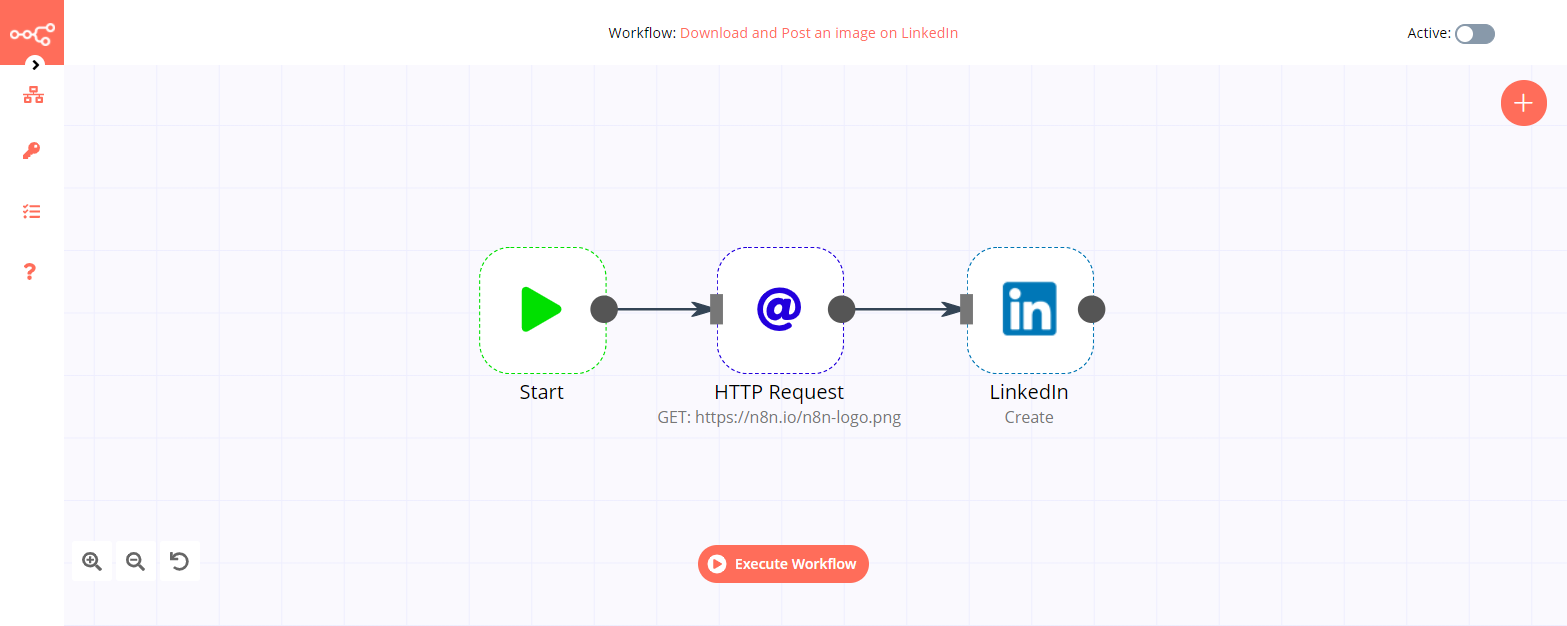 Workflow: Download and Post an image on LinkedIn
Active:
Start
HTTP Request
GET: https://n8n.io/n8n-logo.png
in
LinkedIn
Create
Execute Workflow